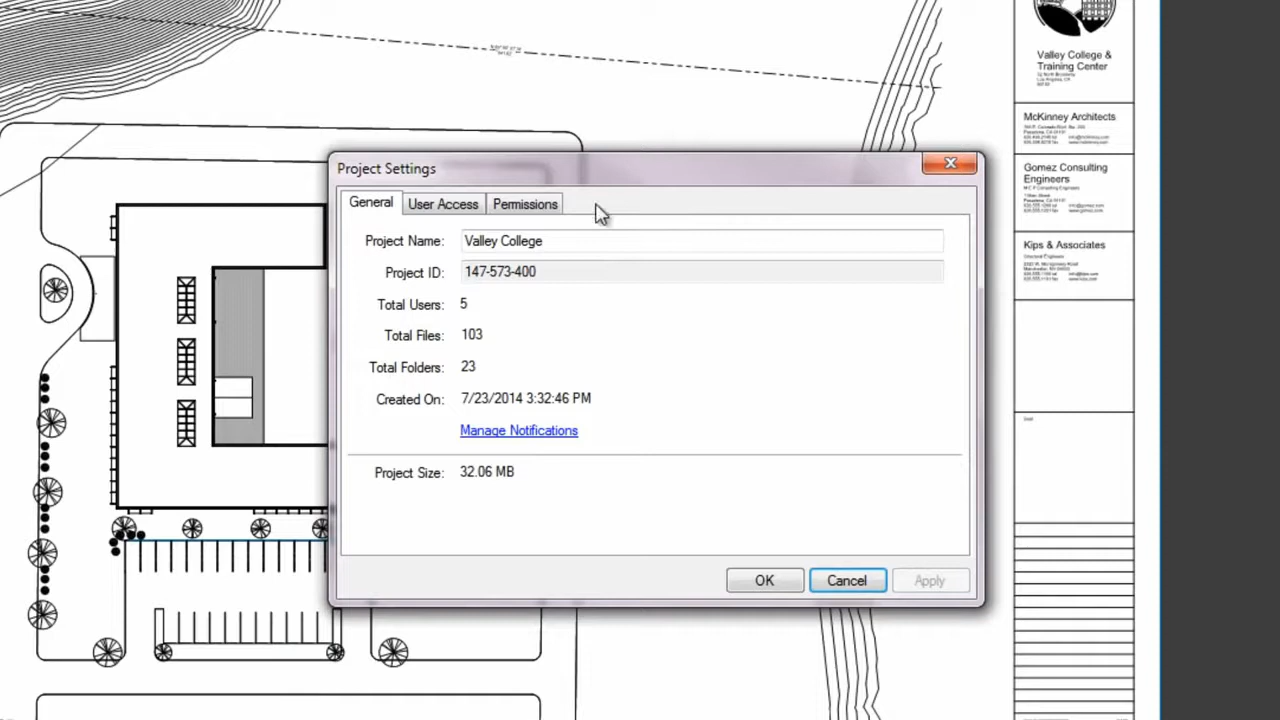 Valley College &
Training Center
McKinney Architects
Gomez Consulting
Engineers
Kips & Associates
Project Settings
General
User Access
Permissions
Project Name: Valley College
Project ID: 147-573-400
Total Users: 5
Total Files: 103
Total Folders: 23
Created On: 7/23/2014 3:32:46 PM
Manage Notifications
Project Size: 32.06 MB
OK
Cancel
Apply